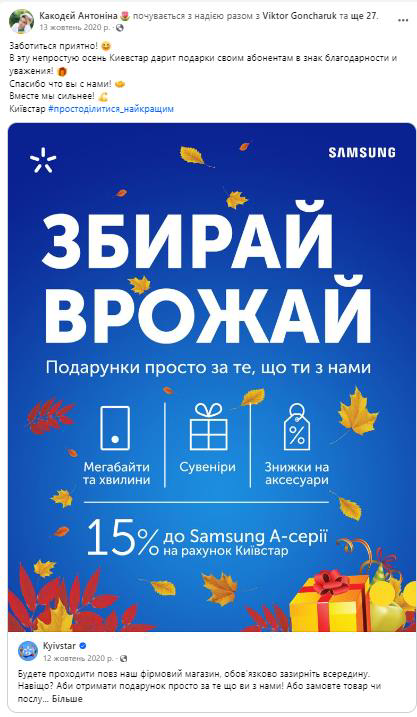 Какодєй Антоніна 🌷 почувається з надією разом з Viktor Goncharuk та ще 27.
13 жовтень 2020 р. ·
Заботиться приятно! 😀
В эту непростую осень Киевстар дарит подарки своим абонентам в знак благодарности и
уважения! 🎁
Спасибо что вы с нами! 🤝
Вместе мы сильнее! 💪
Київстар #простоділитися_найкращим
SAMSUNG
ЗБИРАЙ
ВРОЖАЙ
Подарунки просто за те, що ти з нами
Мегабайти
та хвилини
Сувеніри
Знижки на
аксесуари
15% до Samsung А-серії
на рахунок Київстар
Kyivstar
12 жовтень 2020 р. ·
Будете проходити повз наш фірмовий магазин, обов'язково зазирніть всередину.
Навіщо? Аби отримати подарунок просто за те що ви з нами! Або замовте товар чи
послу... Більше